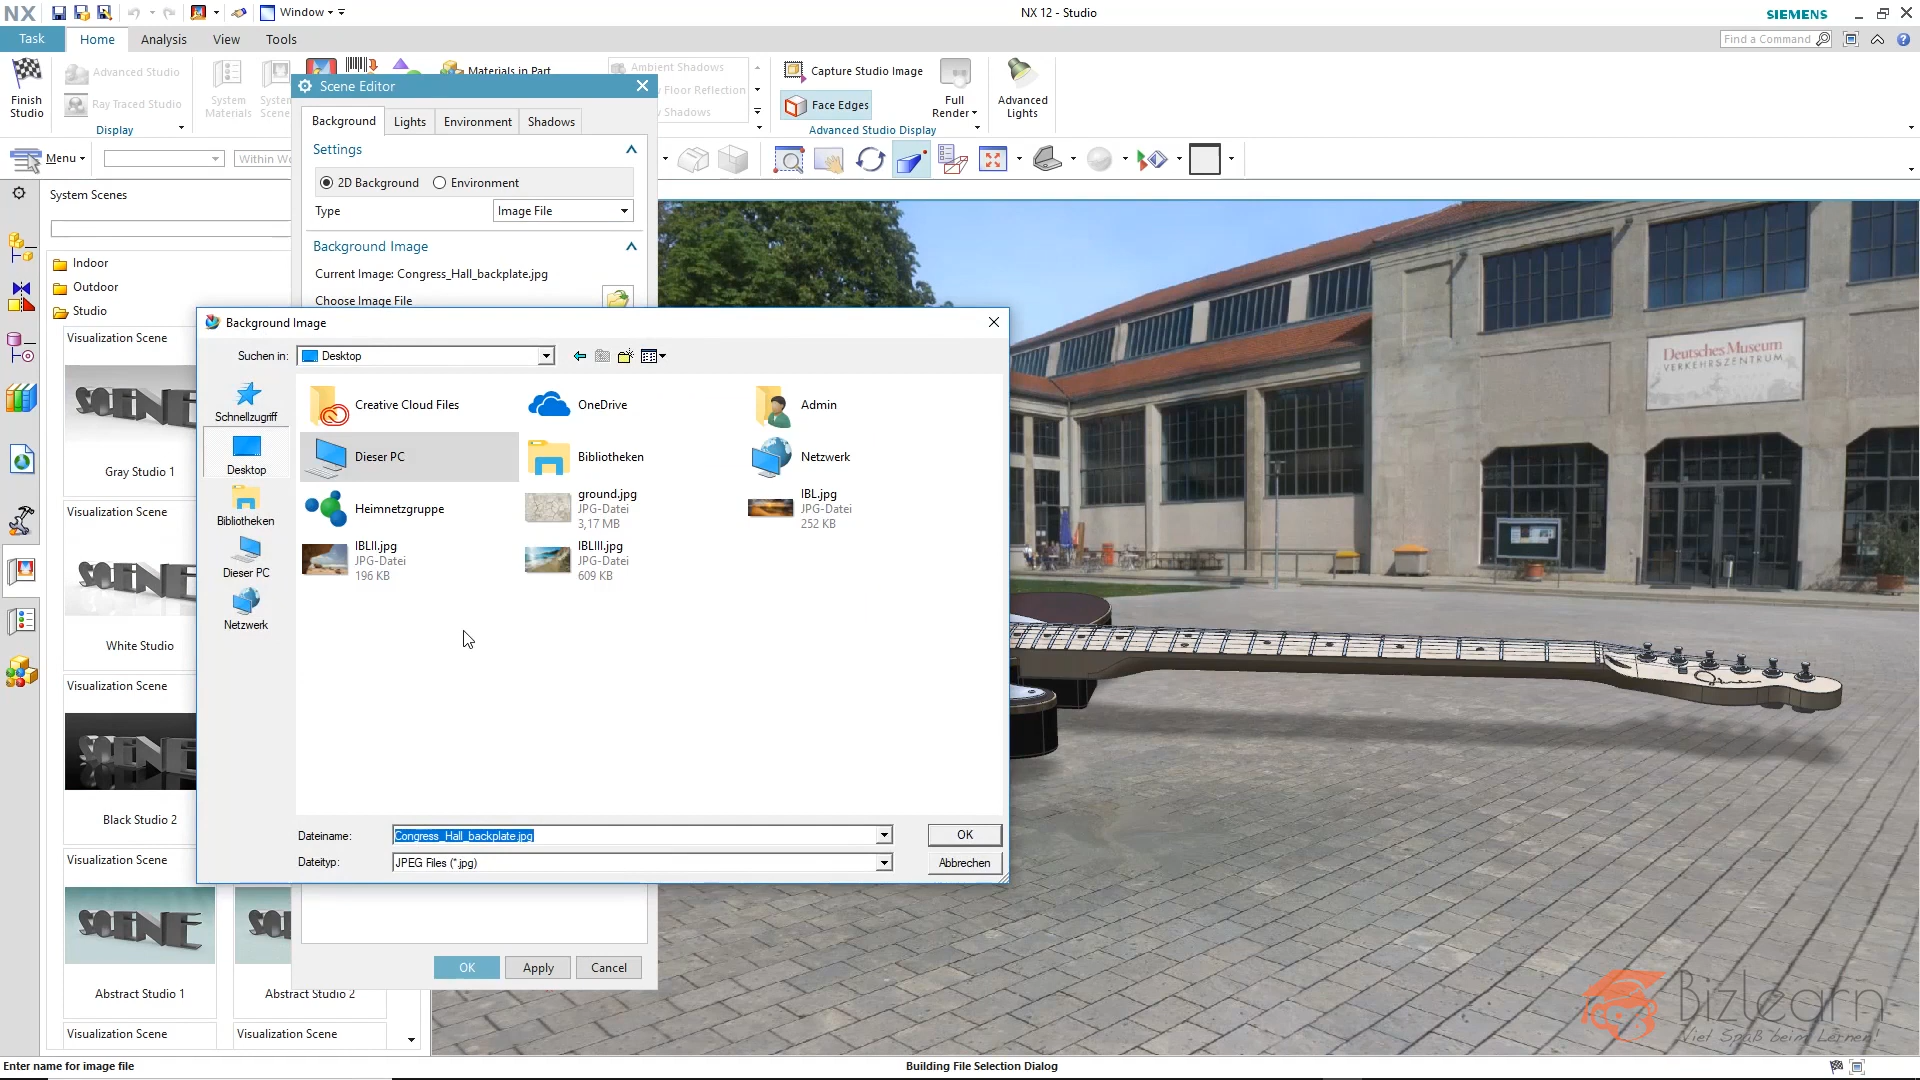 NX
Window
NX 12 - Studio
SIEMENS
Task
Home
Analysis
View
Tools
Find a Command
Finish Studio
Advanced Studio
Ray Traced Studio
Display
System Materials
Materials in Part
Ambient Shadows
Floor Reflection
Shadows
Capture Studio Image
Face Edges
Full Render
Advanced Lights
Advanced Studio Display
Menu
Scene Editor
Background
Lights
Environment
Shadows
Settings
2D Background
Environment
Type
Image File
Background Image
Current Image: Congress_Hall_backplate.jpg
Choose Image File
System Scenes
Indoor
Outdoor
Studio
Visualization Scene
Gray Studio 1
Visualization Scene
White Studio
Visualization Scene
Black Studio 2
Visualization Scene
Abstract Studio 1
Abstract Studio 2
Visualization Scene
Visualization Scene
Background Image
Suchen in:
Desktop
Schnellzugriff
Desktop
Bibliotheken
Dieser PC
Netzwerk
Creative Cloud Files
OneDrive
Admin
Dieser PC
Bibliotheken
Netzwerk
Heimnetzgruppe
ground.jpg
JPG-Datei
3,17 MB
IBL.jpg
JPG-Datei
252 KB
IBLII.jpg
JPG-Datei
196 KB
IBLIII.jpg
JPG-Datei
609 KB
Dateiname:
Congress_Hall_backplate.jpg
OK
Dateityp:
JPEG Files (*.jpg)
Abbrechen
OK
Apply
Cancel
Deutsches Museum
VERKEHRSZENTRUM
Bizlearn
Viel Spaß beim Lernen!
Enter name for image file
Building File Selection Dialog